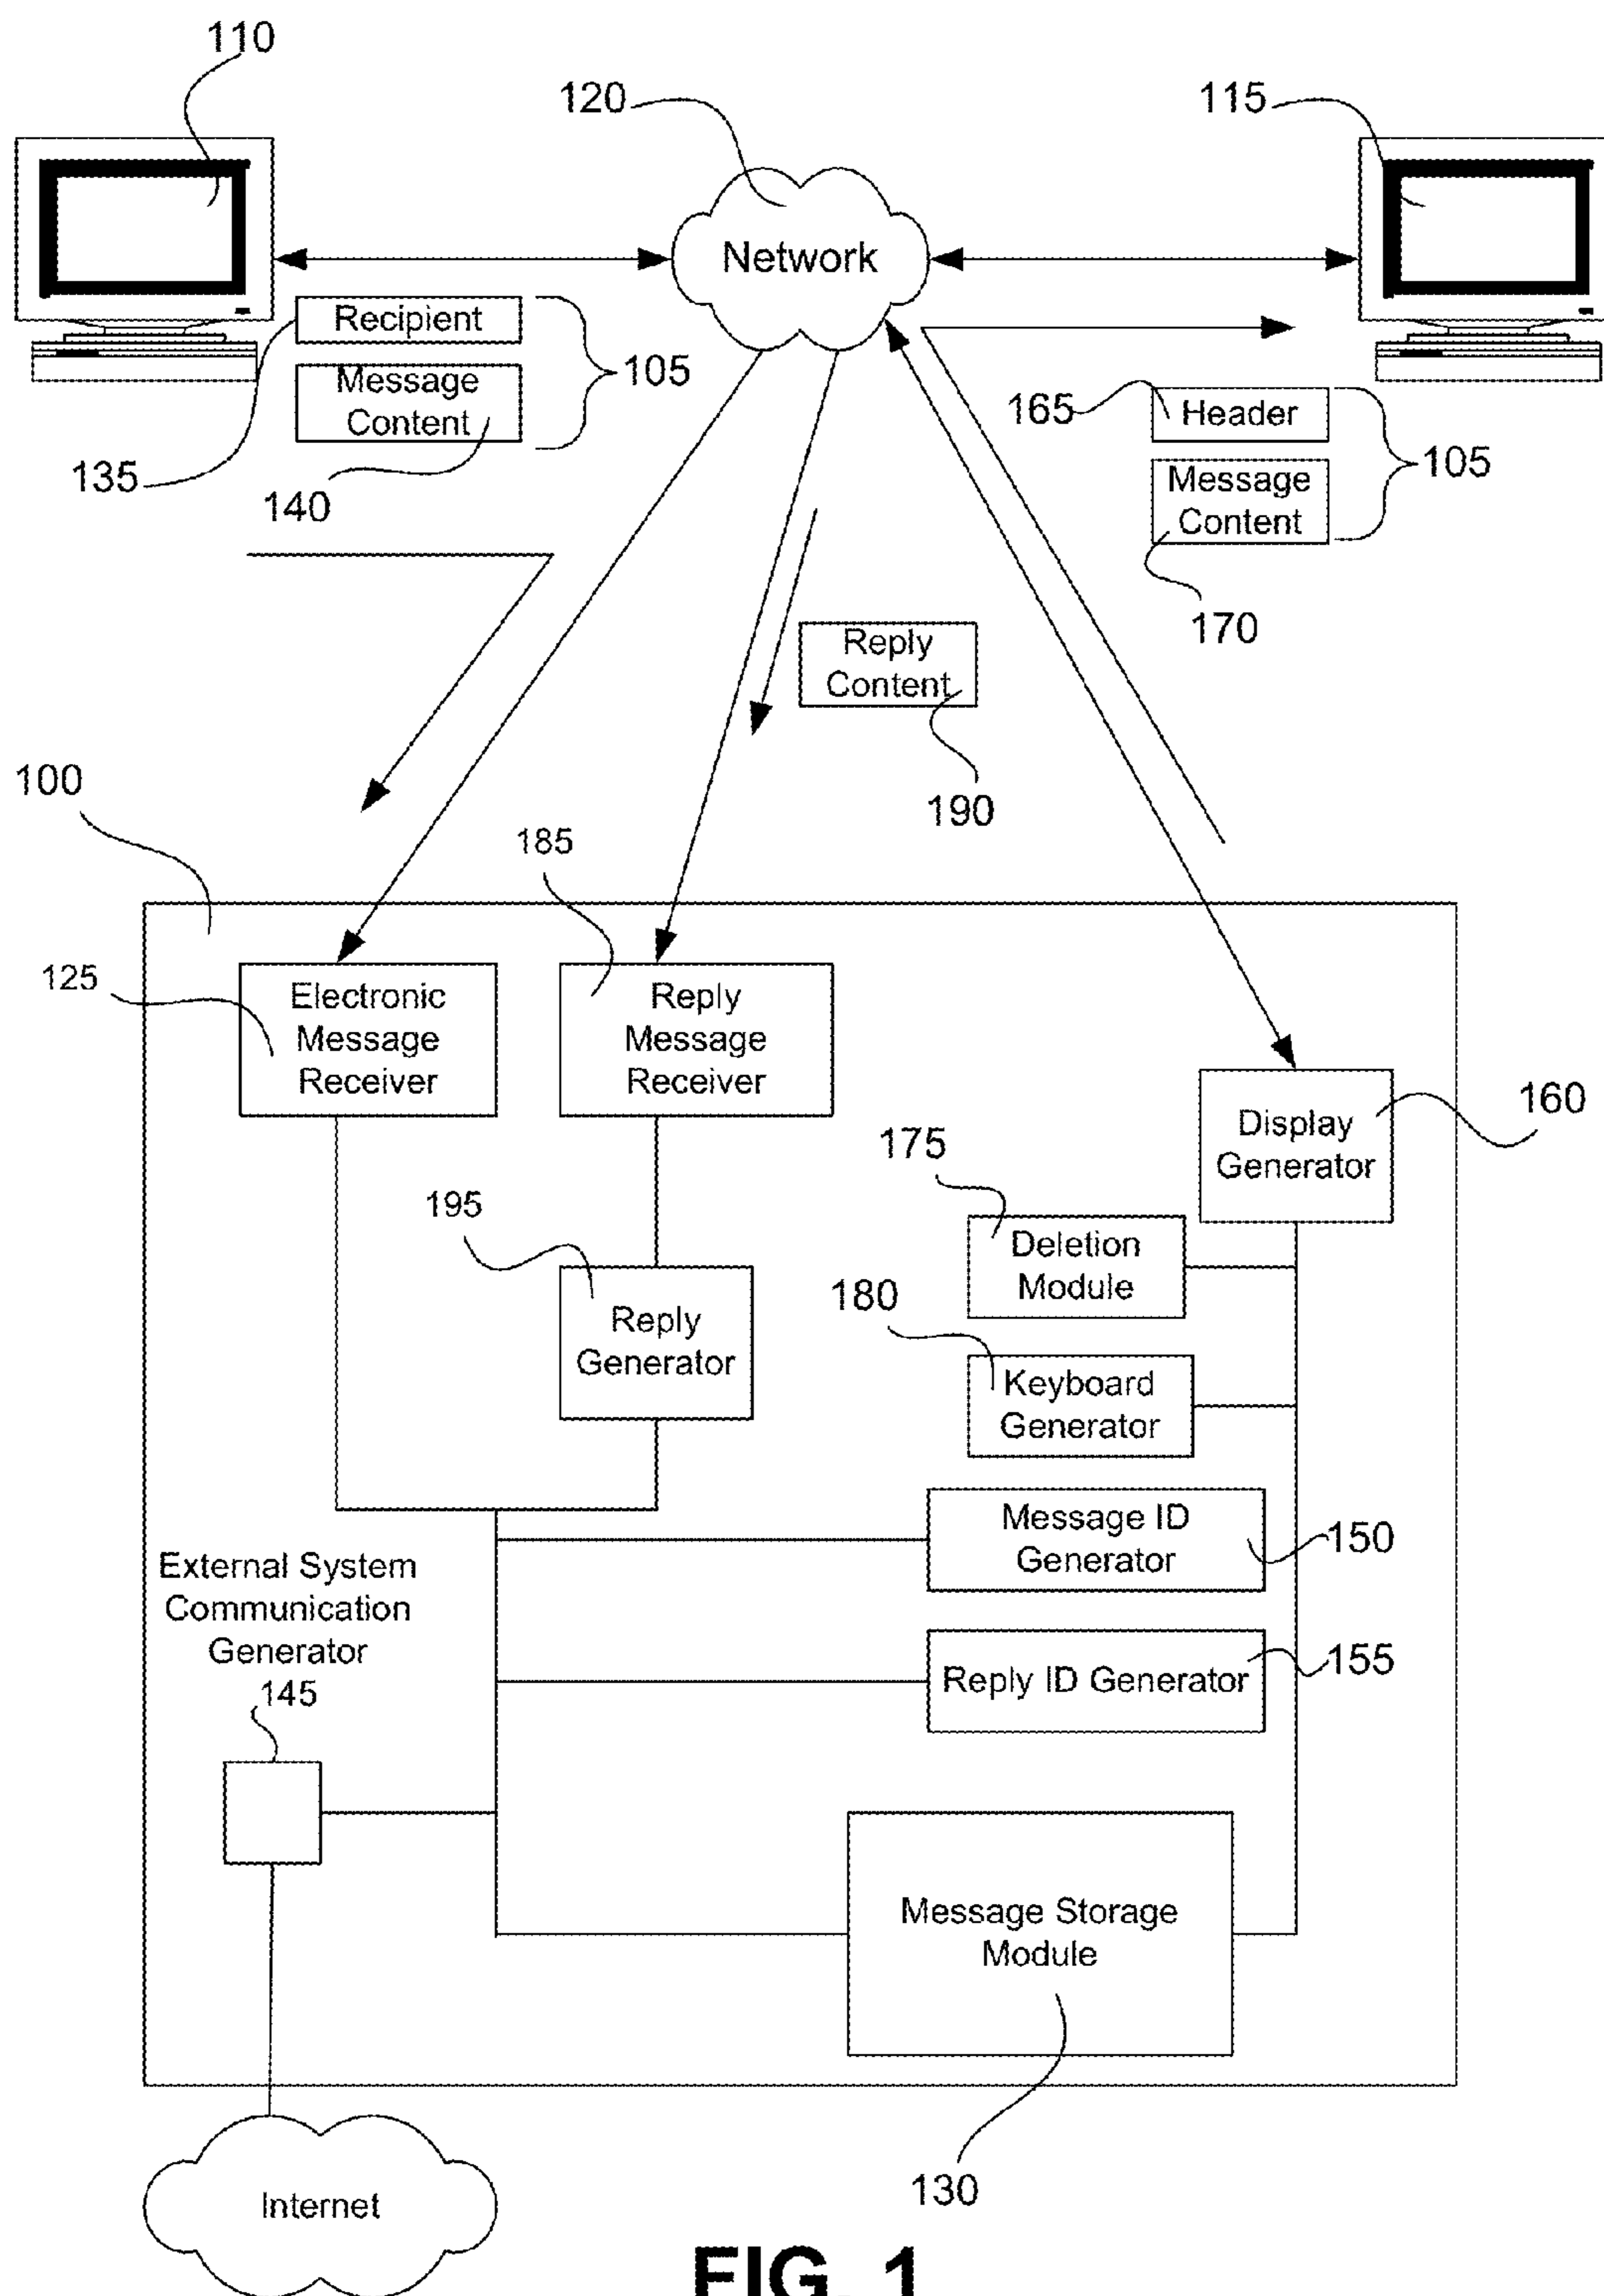 110
120
115
Network
Recipient
Message
Content
105
135
140
165
Header
Message
Content
105
170
Reply
Content
190
100
185
125
Electronic
Message
Receiver
Reply
Message
Receiver
160
Display
Generator
175
Deletion
Module
195
Reply
Generator
180
Keyboard
Generator
Message ID
Generator
150
External System
Communication
Generator
145
Reply ID Generator
155
Message Storage
Module
130
Internet
FIG. 1